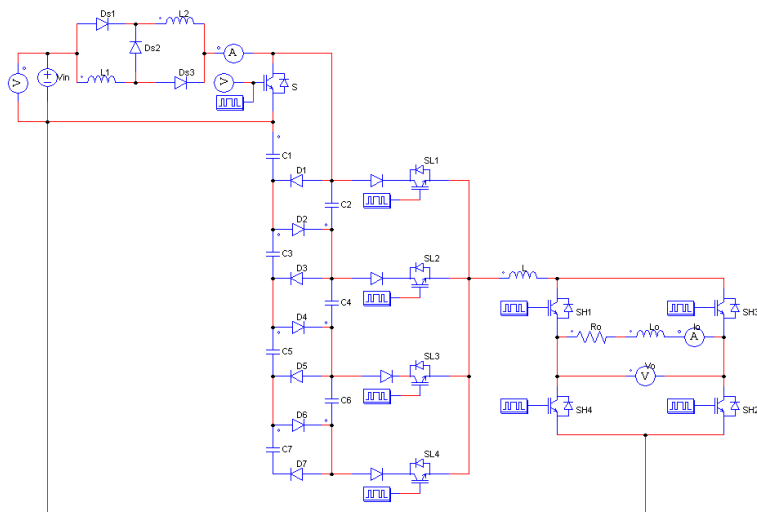 Ds1
L2
Ds2
A
V
Vin
L1
Ds3
V
S
C1
SL1
D1
C2
D2
C3
SL2
D3
L
C4
SH1
SH3
D4
Ro
Lo
Io
A
C5
SL3
D5
Vo
V
C6
SH4
SH2
D6
C7
SL4
D7